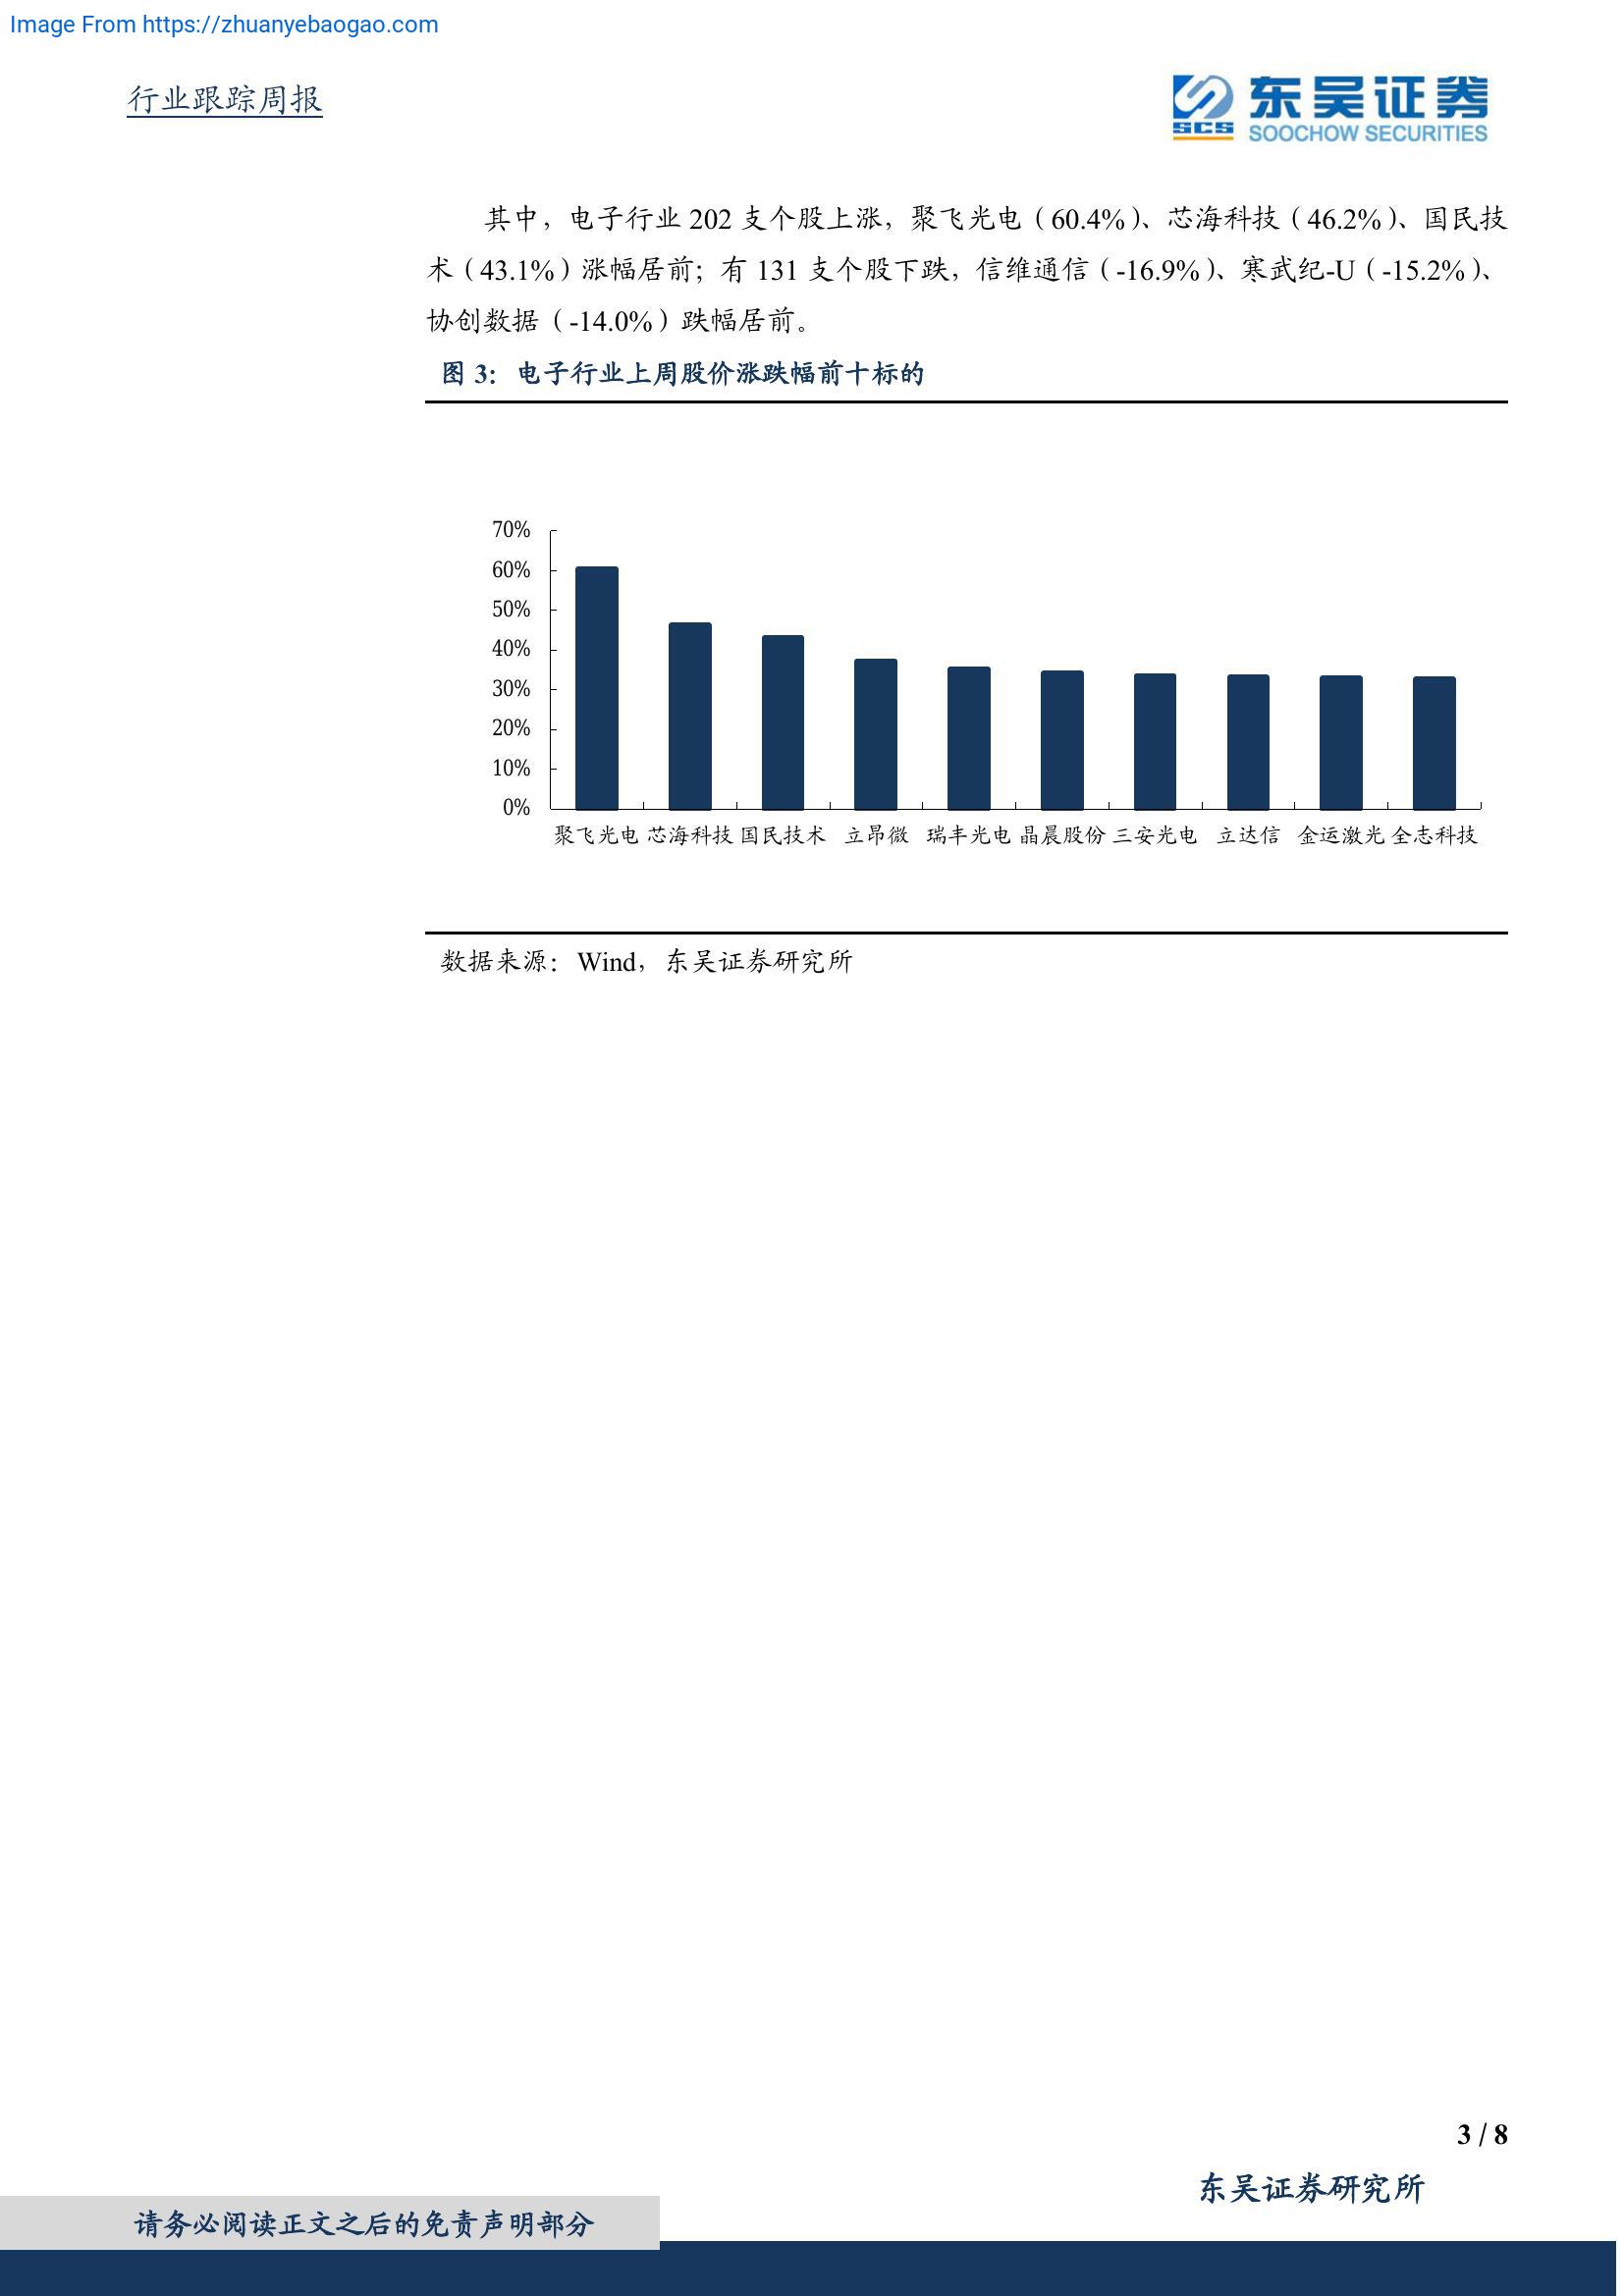 Image From https://zhuanyebaogao.com
行业跟踪周报
东吴证券
SCS
SOOCHOW SECURITIES
其中，电子行业 202 支个股上涨，聚飞光电（60.4%）、芯海科技（46.2%）、国民技
术（43.1%）涨幅居前；有 131 支个股下跌，信维通信（-16.9%）、寒武纪-U（-15.2%）、
协创数据（-14.0%）跌幅居前。
图 3：电子行业上周股价涨跌幅前十标的
70%
60%
50%
40%
30%
20%
10%
0%
聚飞光电 芯海科技 国民技术 立昂微 瑞丰光电 晶晨股份 三安光电 立达信 金运激光 全志科技
数据来源：Wind，东吴证券研究所
3 / 8
东吴证券研究所
请务必阅读正文之后的免责声明部分